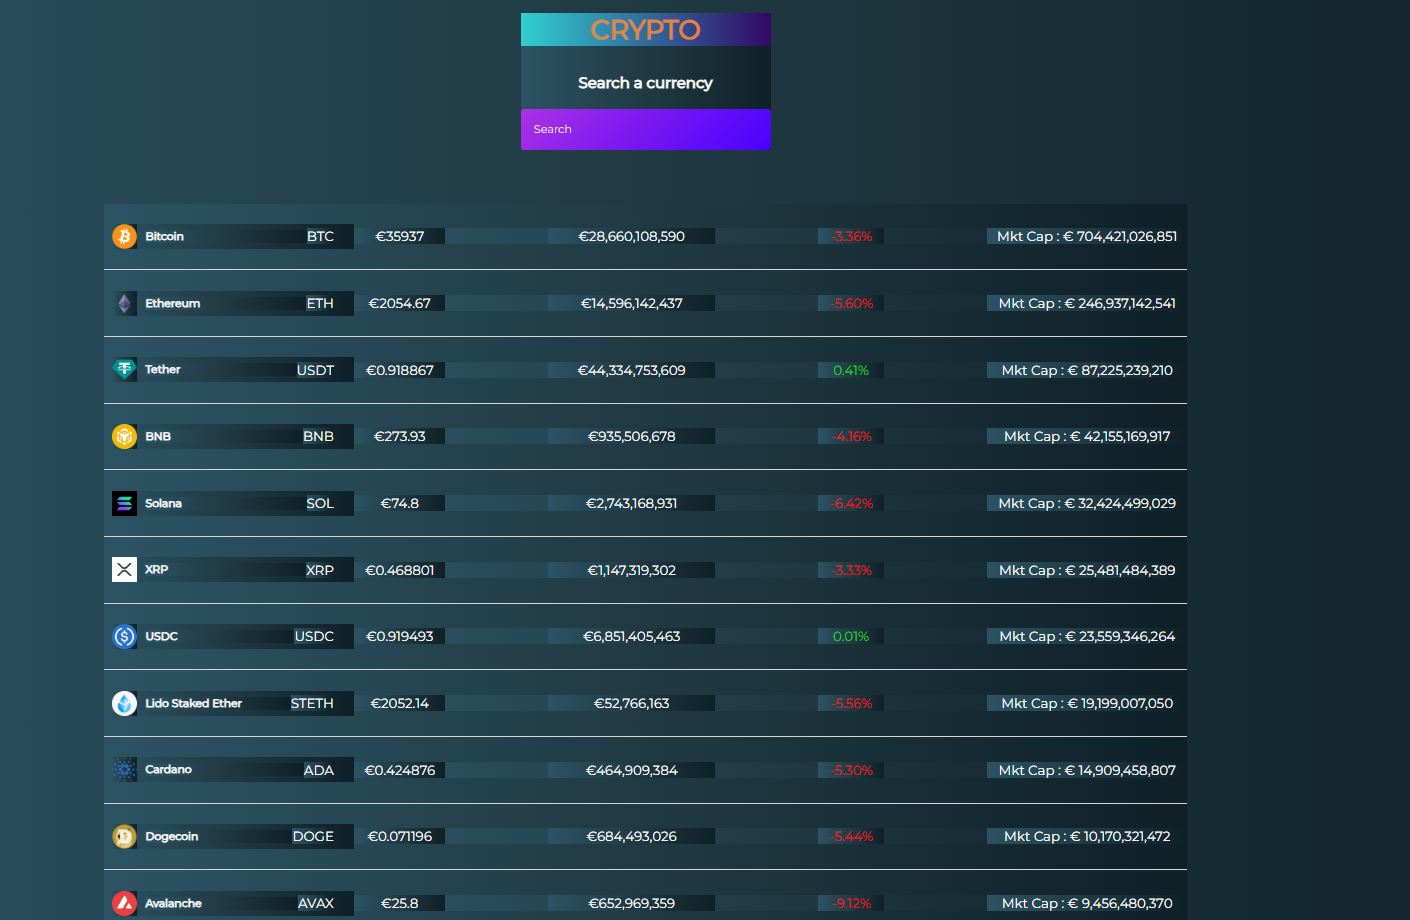 CRYPTO
Search a currency
Search
Bitcoin BTC €35937 €28,660,108,590 -3.36% Mkt Cap : € 704,421,026,851
Ethereum ETH €2054.67 €14,596,142,437 -5.60% Mkt Cap : € 246,937,142,541
Tether USDT €0.918867 €44,334,753,609 0.41% Mkt Cap : € 87,225,239,210
BNB BNB €273.93 €935,506,678 -4.16% Mkt Cap : € 42,155,169,917
Solana SOL €74.8 €2,743,168,931 -6.42% Mkt Cap : € 32,424,499,029
XRP XRP €0.468801 €1,147,319,302 -3.33% Mkt Cap : € 25,481,484,389
USDC USDC €0.919493 €6,851,405,463 0.01% Mkt Cap : € 23,559,346,264
Lido Staked Ether STETH €2052.14 €52,766,163 -5.56% Mkt Cap : € 19,199,007,050
Cardano ADA €0.424876 €464,909,384 -5.30% Mkt Cap : € 14,909,458,807
Dogecoin DOGE €0.071196 €684,493,026 -5.44% Mkt Cap : € 10,170,321,472
Avalanche AVAX €25.8 €652,969,359 -9.12% Mkt Cap : € 9,456,480,370